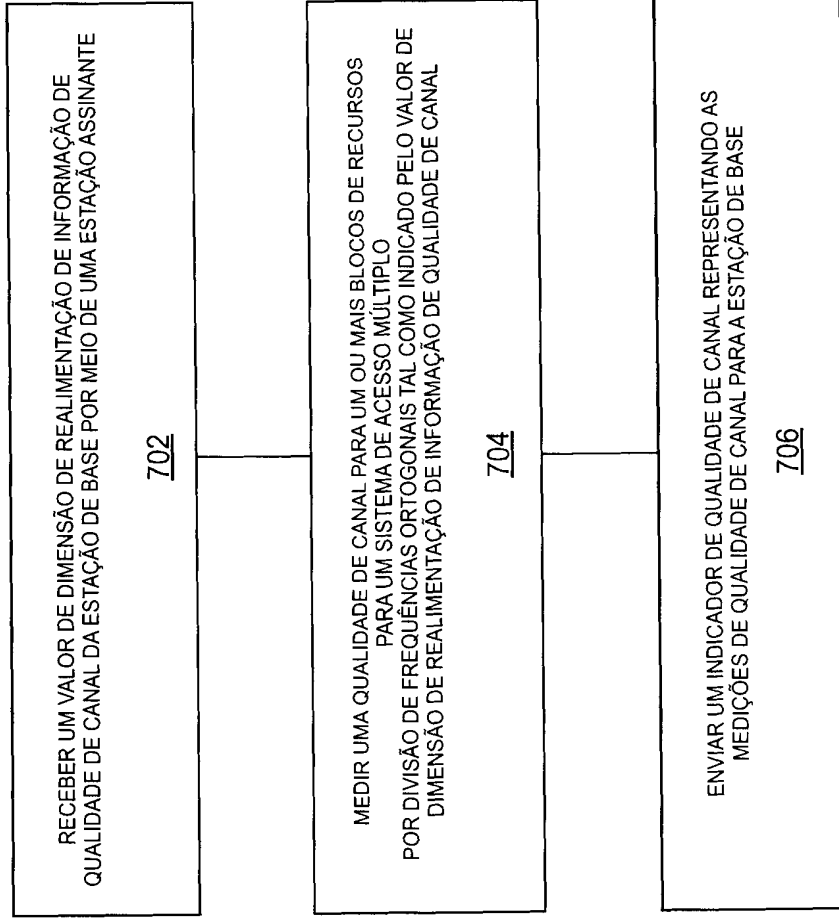 RECEBER UM VALOR DE DIMENSÃO DE REALIMENTAÇÃO DE INFORMAÇÃO DE
QUALIDADE DE CANAL DA ESTAÇÃO DE BASE POR MEIO DE UMA ESTAÇÃO ASSINANTE
702
MEDIR UMA QUALIDADE DE CANAL PARA UM OU MAIS BLOCOS DE RECURSOS
PARA UM SISTEMA DE ACESSO MÚLTIPLO
POR DIVISÃO DE FREQUÊNCIAS ORTOGONAIS TAL COMO INDICADO PELO VALOR DE
DIMENSÃO DE REALIMENTAÇÃO DE INFORMAÇÃO DE QUALIDADE DE CANAL
704
ENVIAR UM INDICADOR DE QUALIDADE DE CANAL REPRESENTANDO AS
MEDIÇÕES DE QUALIDADE DE CANAL PARA A ESTAÇÃO DE BASE
706